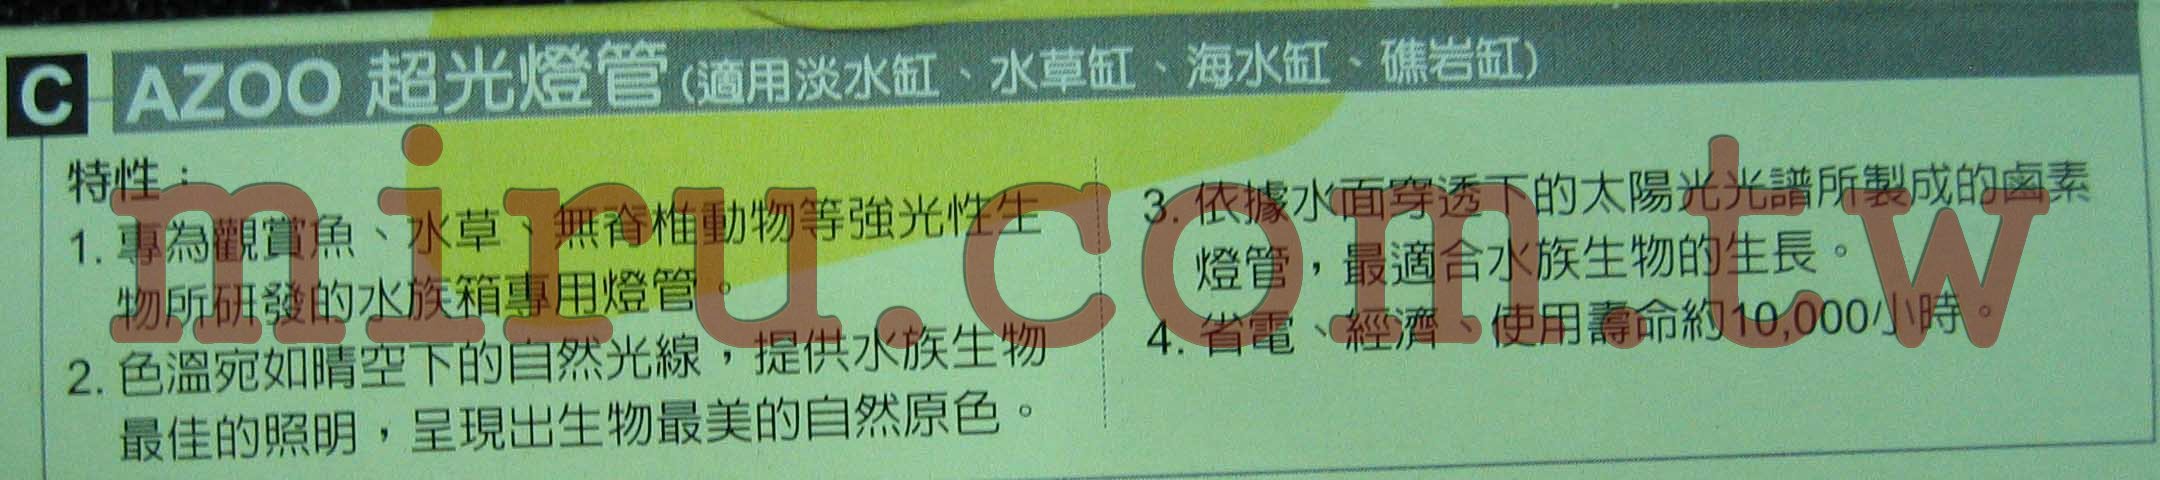 C AZOO 超光燈管(適用淡水缸、水草缸、海水缸、礁岩缸)
特性：
1. 專為觀賞魚、水草、無脊椎動物等強光性生
物所研發的水族箱專用燈管。
2. 色溫宛如晴空下的自然光線，提供水族生物
最佳的照明，呈現出生物最美的自然原色。
3. 依據水面穿透下的太陽光光譜所製成的鹵素
燈管，最適合水族生物的生長。
4. 省電、經濟、使用壽命約10,000小時。
miru.com.tw